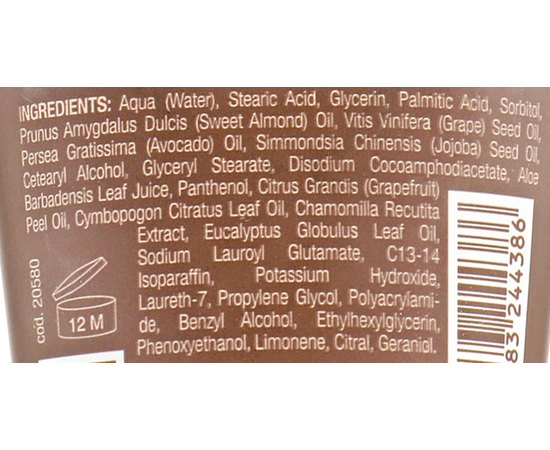 INGREDIENTS: Aqua (Water), Stearic Acid, Glycerin, Palmitic Acid, Sorbitol,
Prunus Amygdalus Dulcis (Sweet Almond) Oil, Vitis Vinifera (Grape) Seed Oil,
Persea Gratissima (Avocado) Oil, Simmondsia Chinensis (Jojoba) Seed Oil,
Cetearyl Alcohol, Glyceryl Stearate, Disodium Cocoamphodiacetate, Aloe
Barbadensis Leaf Juice, Panthenol, Citrus Grandis (Grapefruit)
Peel Oil, Cymbopogon Citratus Leaf Oil, Chamomilla Recutita
Extract, Eucalyptus Globulus Leaf Oil,
Sodium Lauroyl Glutamate, C13-14
Isoparaffin, Potassium Hydroxide,
Laureth-7, Propylene Glycol, Polyacrylami-
de, Benzyl Alcohol, Ethylhexylglycerin,
Phenoxyethanol, Limonene, Citral, Geraniol.
cod. 20580
12 M
83244386